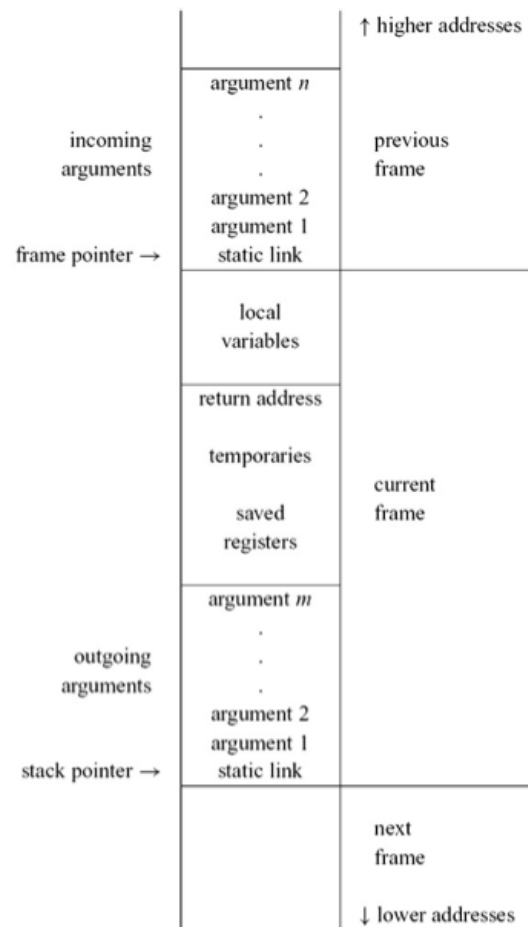 ↑ higher addresses
argument n
.
incoming . previous
arguments . frame
argument 2
argument 1
frame pointer → static link
local
variables
return address
temporaries
current
saved frame
registers
argument m
.
outgoing .
arguments .
argument 2
argument 1
stack pointer → static link
next
frame
↓ lower addresses